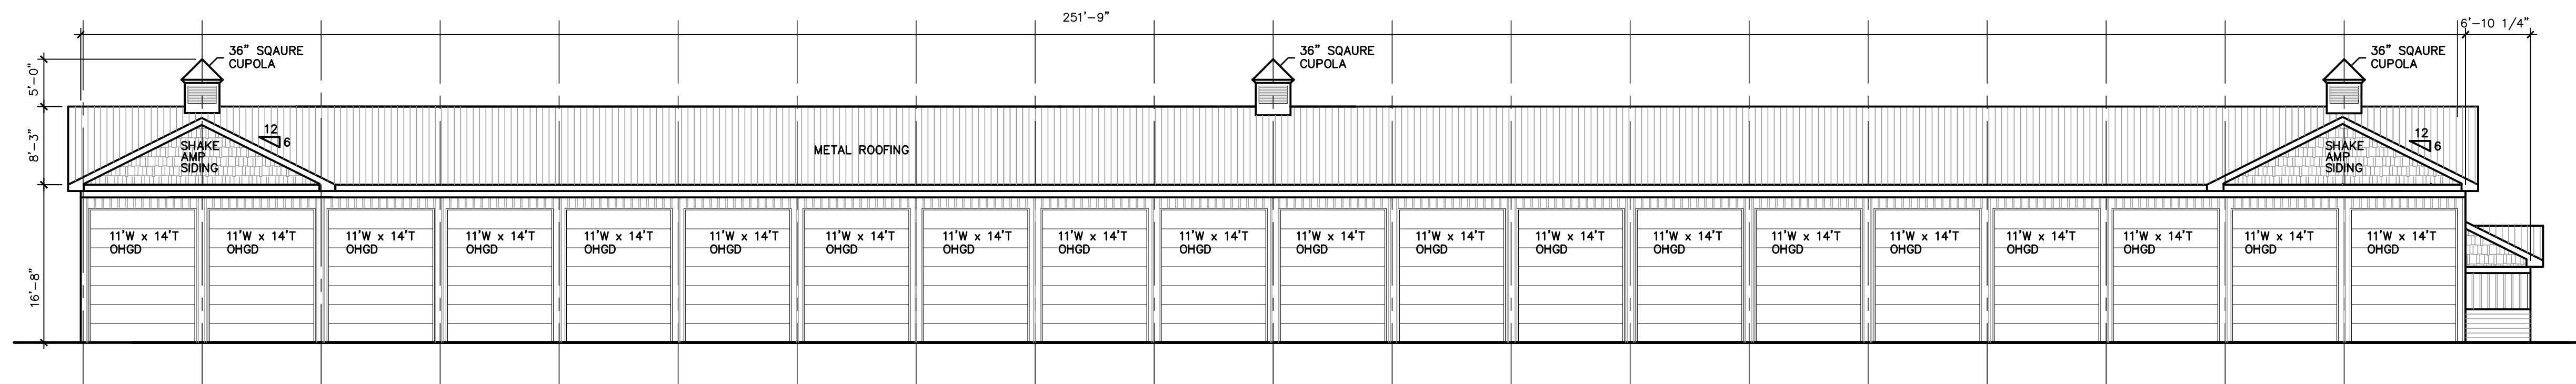 251'-9"
6'-10 1/4"
36" SQAURE
CUPOLA
36" SQAURE
CUPOLA
36" SQAURE
CUPOLA
5'-0"
8'-3"
16'-8"
12
6
SHAKE
AMP
SIDING
METAL ROOFING
12
6
SHAKE
AMP
SIDING
11'W x 14'T
OHGD
11'W x 14'T
OHGD
11'W x 14'T
OHGD
11'W x 14'T
OHGD
11'W x 14'T
OHGD
11'W x 14'T
OHGD
11'W x 14'T
OHGD
11'W x 14'T
OHGD
11'W x 14'T
OHGD
11'W x 14'T
OHGD
11'W x 14'T
OHGD
11'W x 14'T
OHGD
11'W x 14'T
OHGD
11'W x 14'T
OHGD
11'W x 14'T
OHGD
11'W x 14'T
OHGD
11'W x 14'T
OHGD
11'W x 14'T
OHGD
11'W x 14'T
OHGD
11'W x 14'T
OHGD